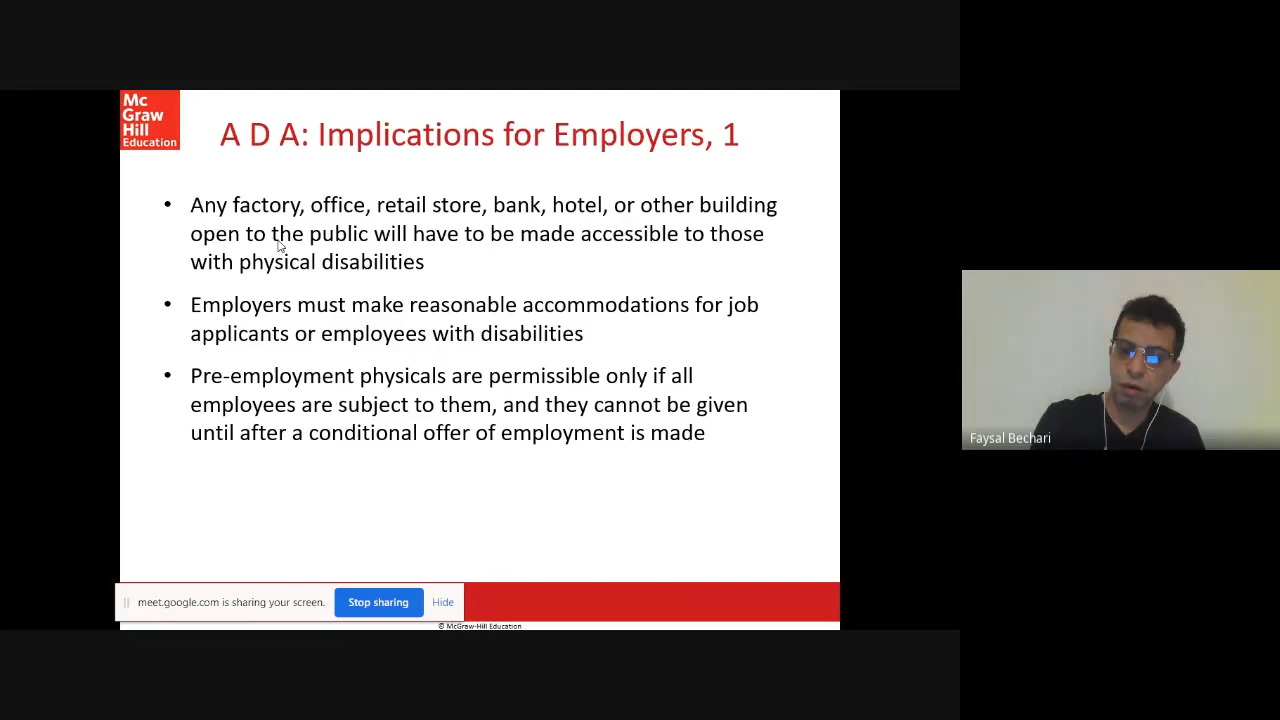 Mc
Graw
Hill
Education
A D A: Implications for Employers, 1
• Any factory, office, retail store, bank, hotel, or other building
open to the public will have to be made accessible to those
with physical disabilities
• Employers must make reasonable accommodations for job
applicants or employees with disabilities
• Pre-employment physicals are permissible only if all
employees are subject to them, and they cannot be given
until after a conditional offer of employment is made
Faysal Bechari
meet.google.com is sharing your screen. Stop sharing Hide
© McGraw-Hill Education